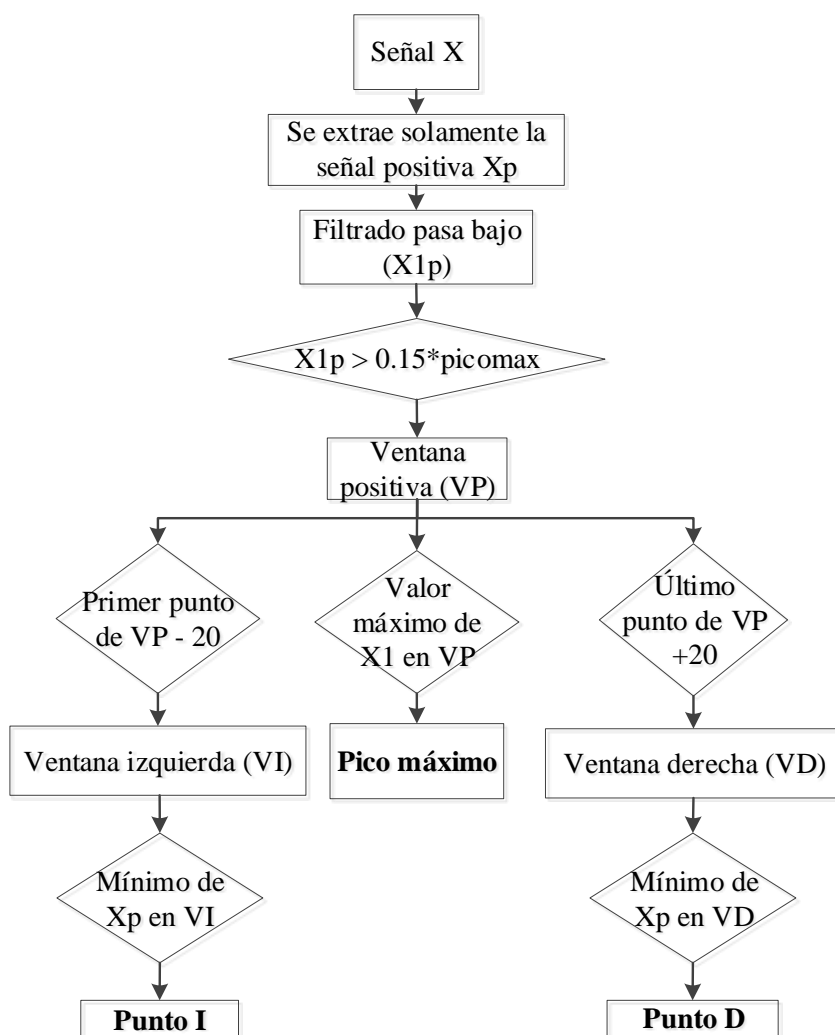 Señal X
Se extrae solamente la
señal positiva Xp
Filtrado pasa bajo
(X1p)
X1p > 0.15*picomax
Ventana
positiva (VP)
Primer punto
de VP - 20
Valor
máximo de
X1 en VP
Último
punto de VP
+20
Ventana izquierda (VI)
Pico máximo
Ventana derecha (VD)
Mínimo de
Xp en VI
Mínimo de
Xp en VD
Punto I
Punto D